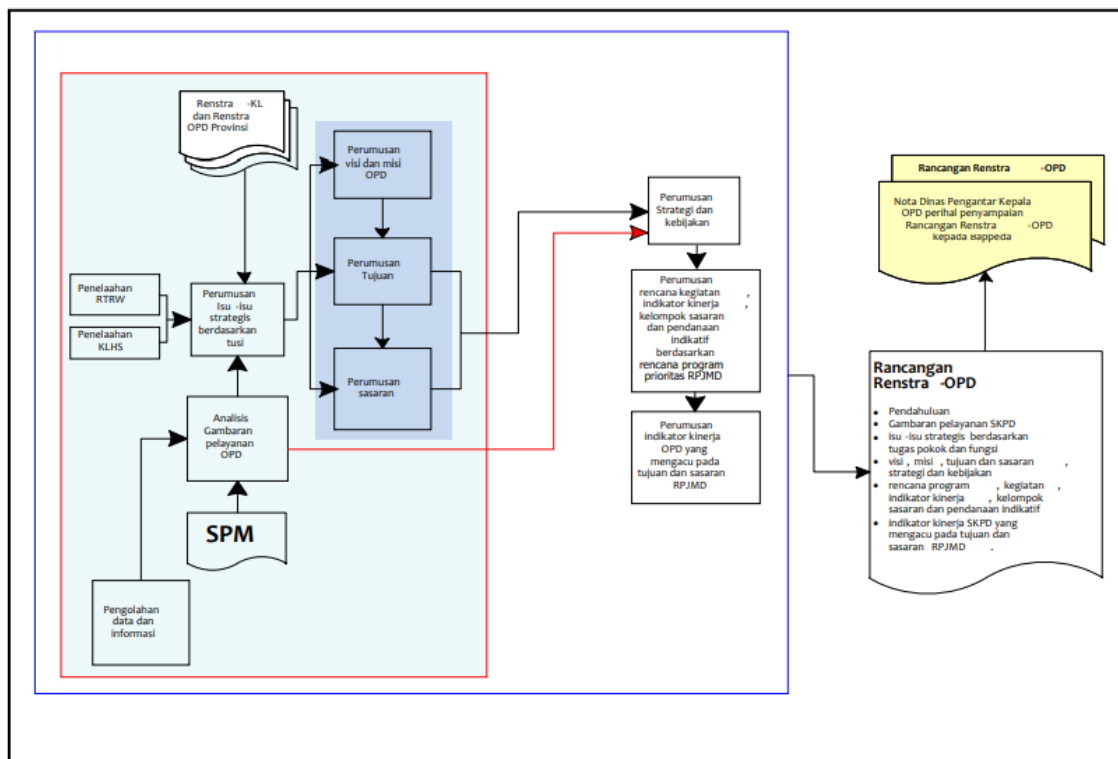 Renstra -KL
dan Renstra
OPD Provinsi
Perumusan
visi dan misi
OPD
Perumusan
Tujuan
Perumusan
sasaran
Penelaahan
RTRW
Penelaahan
KLHS
Perumusan
Isu -isu
strategis
berdasarkan
tusi
Analisis
Gambaran
pelayanan
OPD
SPM
Pengolahan
data dan
informasi
Perumusan
Strategi dan
kebijakan
Perumusan
rencana kegiatan ,
indikator kinerja ,
kelompok sasaran
dan pendanaan
indikatif
berdasarkan
rencana program
prioritas RPJMD
Perumusan
indikator kinerja
OPD yang
mengacu pada
tujuan dan sasaran
RPJMD
Rancangan Renstra -OPD
Nota Dinas Pengantar Kepala
OPD perihal penyampaian
Rancangan Renstra -OPD
kepada Bappeda
Rancangan
Renstra -OPD
• Pendahuluan
• Gambaran pelayanan SKPD
• isu -isu strategis berdasarkan
tugas pokok dan fungsi
• visi , misi , tujuan dan sasaran ,
strategi dan kebijakan
• rencana program , kegiatan ,
indikator kinerja , kelompok
sasaran dan pendanaan indikatif
• indikator kinerja SKPD yang
mengacu pada tujuan dan
sasaran RPJMD .